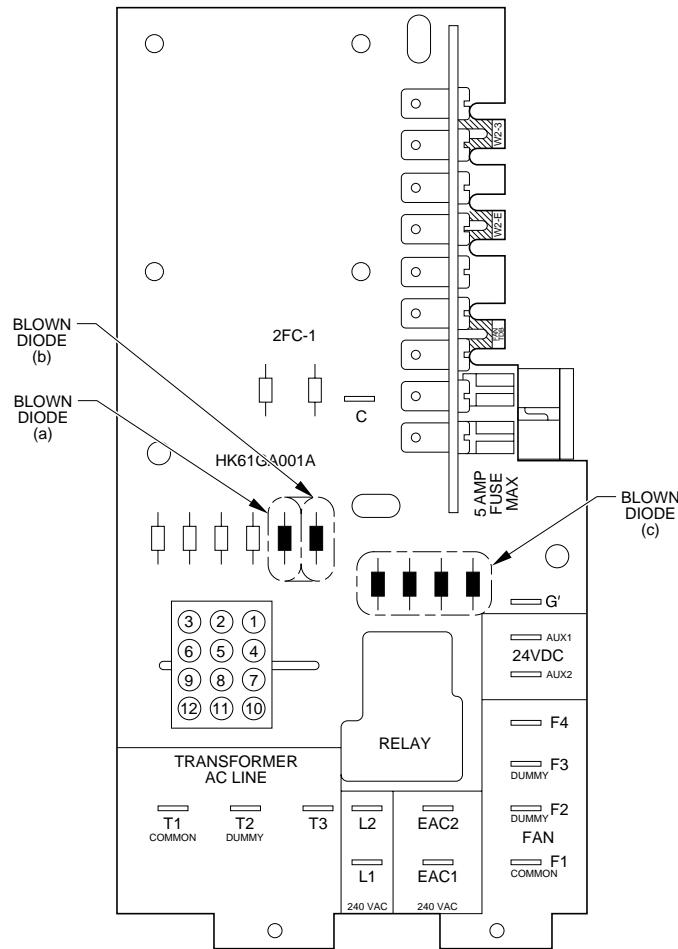 W2-3
W2-E
FAN
TDB
2FC-1
BLOWN
DIODE
(b)
BLOWN
DIODE
(a)
C
HK61GA001A
5 AMP
FUSE
MAX
BLOWN
DIODE
(c)
G'
AUX1
24VDC
AUX2
3 2 1
6 5 4
9 8 7
12 11 10
RELAY
F4
F3
DUMMY
F2
DUMMY
FAN
F1
COMMON
TRANSFORMER
AC LINE
T1 T2 T3
COMMON DUMMY
L2 EAC2
L1 EAC1
240 VAC 240 VAC